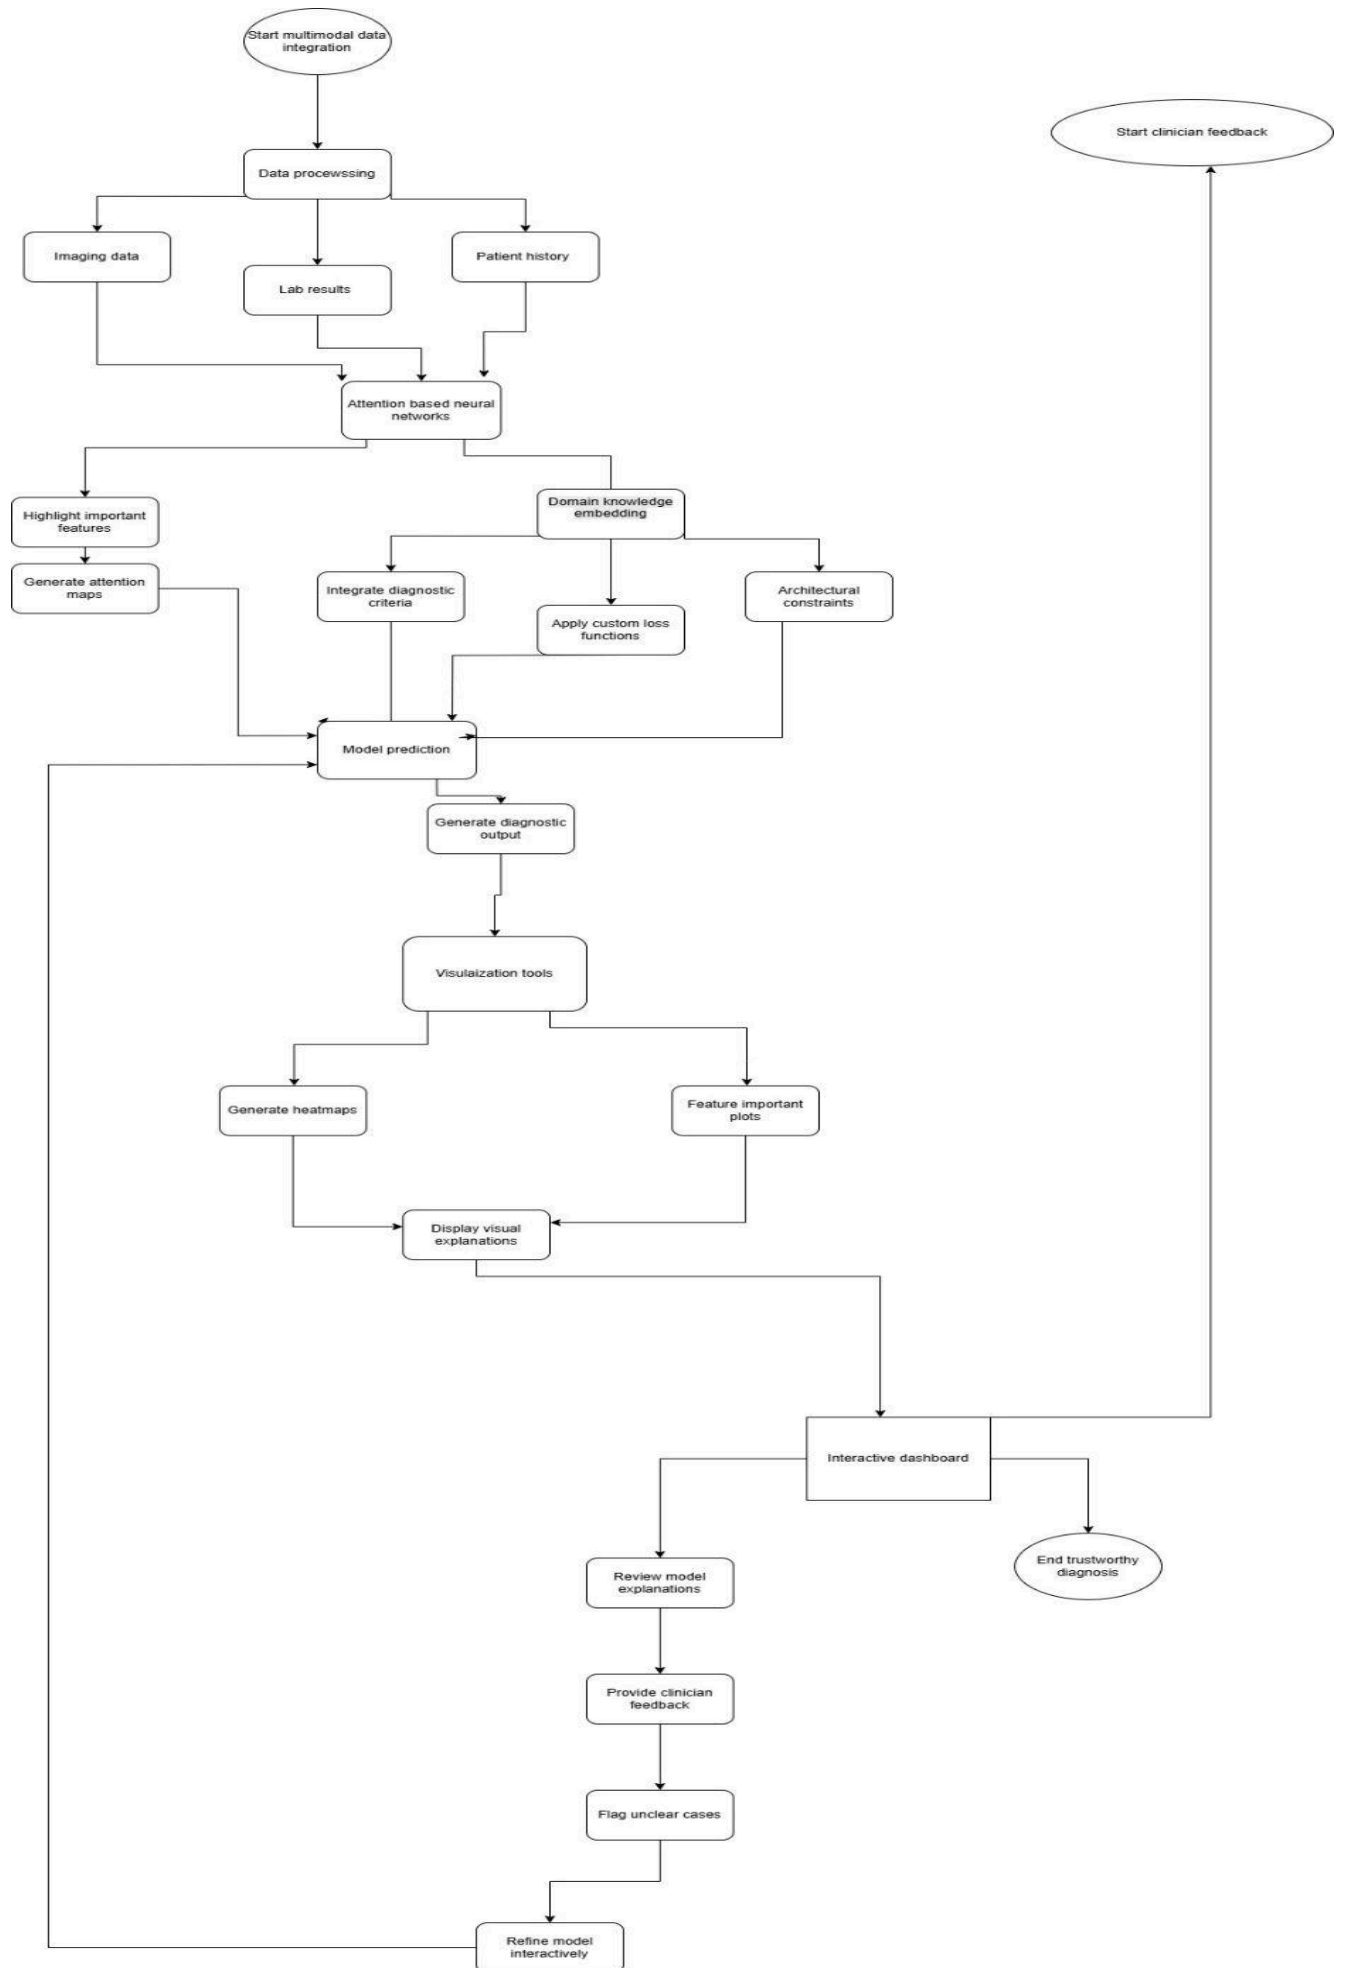 Start multimodal data
integration
Start clinician feedback
Data procewssing
Imaging data
Lab results
Patient history
Attention based neural
networks
Highlight important
features
Domain knowledge
embedding
Generate attention
maps
Integrate diagnostic
criteria
Apply custom loss
functions
Architectural
constraints
Model prediction
Generate diagnostic
output
Visulaization tools
Generate heatmaps
Feature important
plots
Display visual
explanations
Interactive dashboard
Review model
explanations
End trustworthy
diagnosis
Provide clinician
feedback
Flag unclear cases
Refine model
interactively